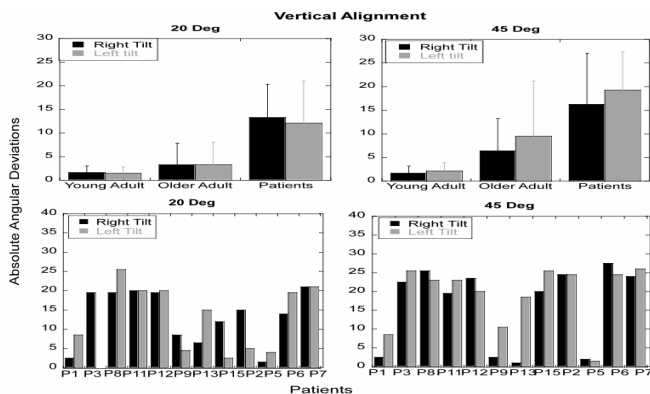 Vertical Alignment
20 Deg
45 Deg
Absolute Angular Deviations
30
25
20
15
10
5
Right Tilt
Left tilt
Young Adult Older Adult Patients
30
25
20
15
10
5
0
Right Tilt
Left Tilt
Young Adult Older Adult Patients
20 Deg
45 Deg
40
35
30
25
20
15
10
5
0
Right Tilt
Left Tilt
P1 P3 P8 P11 P12 P9 P13 P15 P2 P5 P6 P7
40
35
30
25
20
15
10
5
0
Right Tilt
Left Tilt
P1 P3 P8 P11 P12 P9 P13 P15 P2 P5 P6 P7
Patients